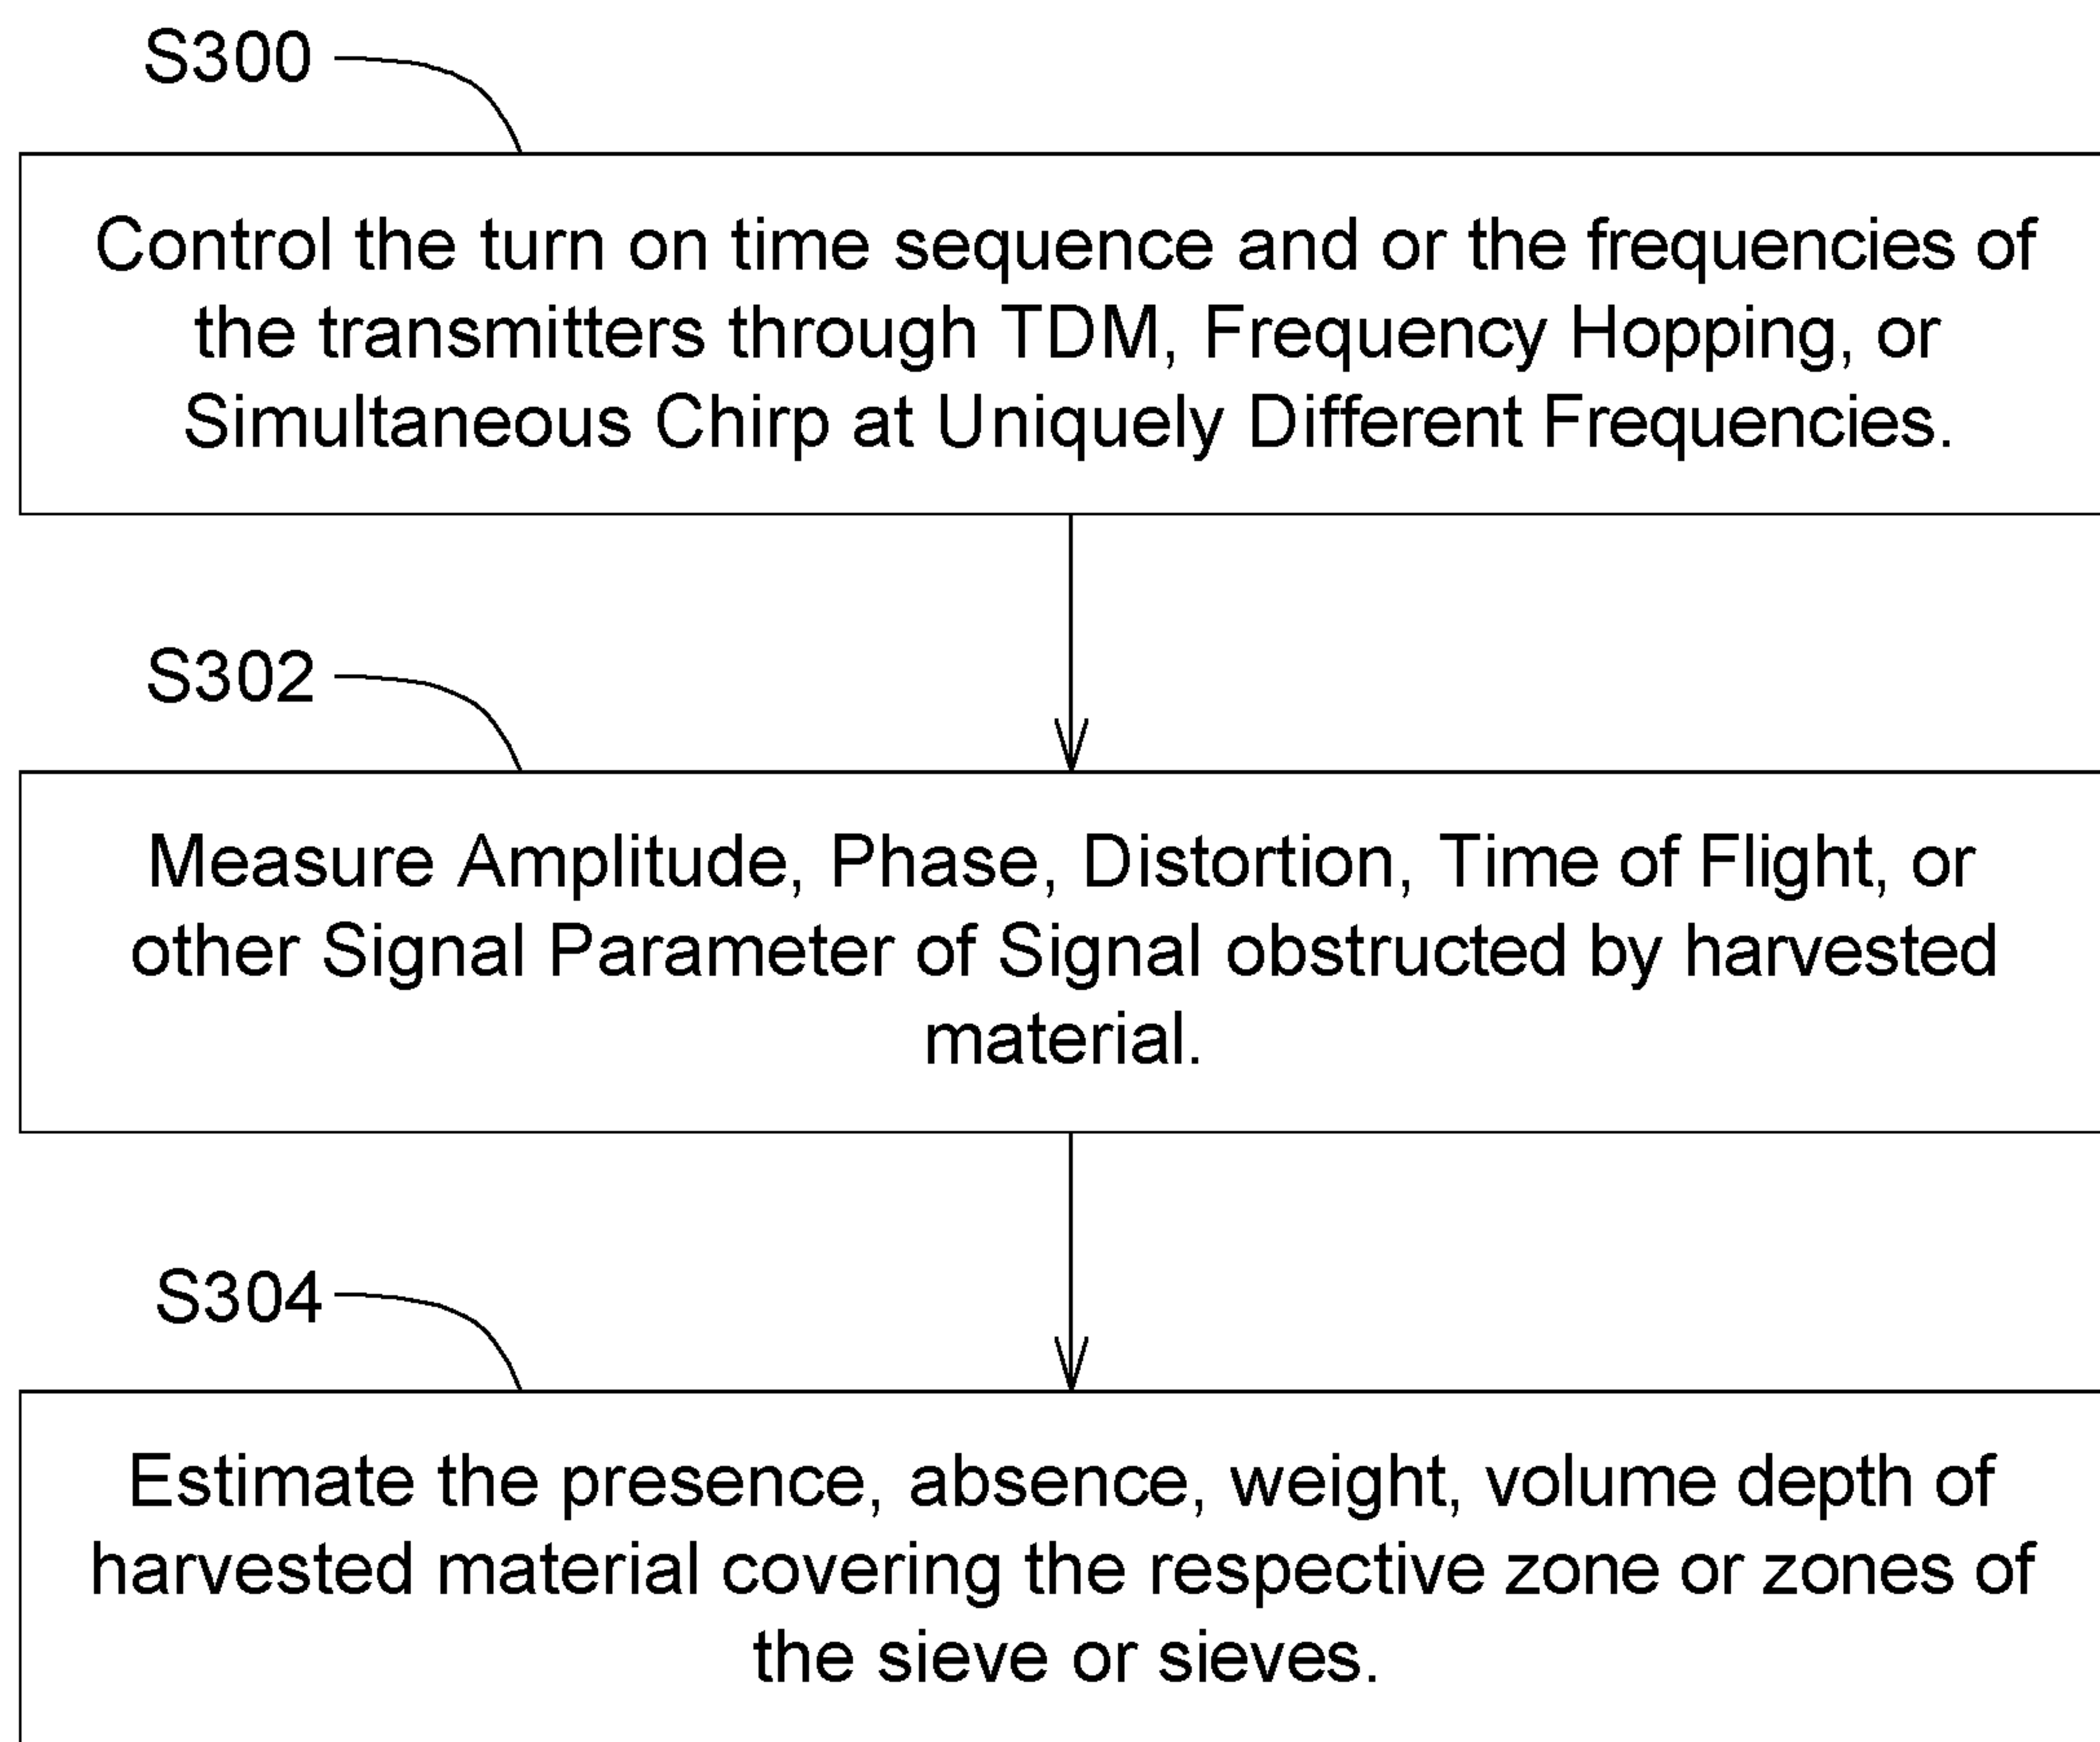 S300
Control the turn on time sequence and or the frequencies of
the transmitters through TDM, Frequency Hopping, or
Simultaneous Chirp at Uniquely Different Frequencies.
S302
Measure Amplitude, Phase, Distortion, Time of Flight, or
other Signal Parameter of Signal obstructed by harvested
material.
S304
Estimate the presence, absence, weight, volume depth of
harvested material covering the respective zone or zones of
the sieve or sieves.